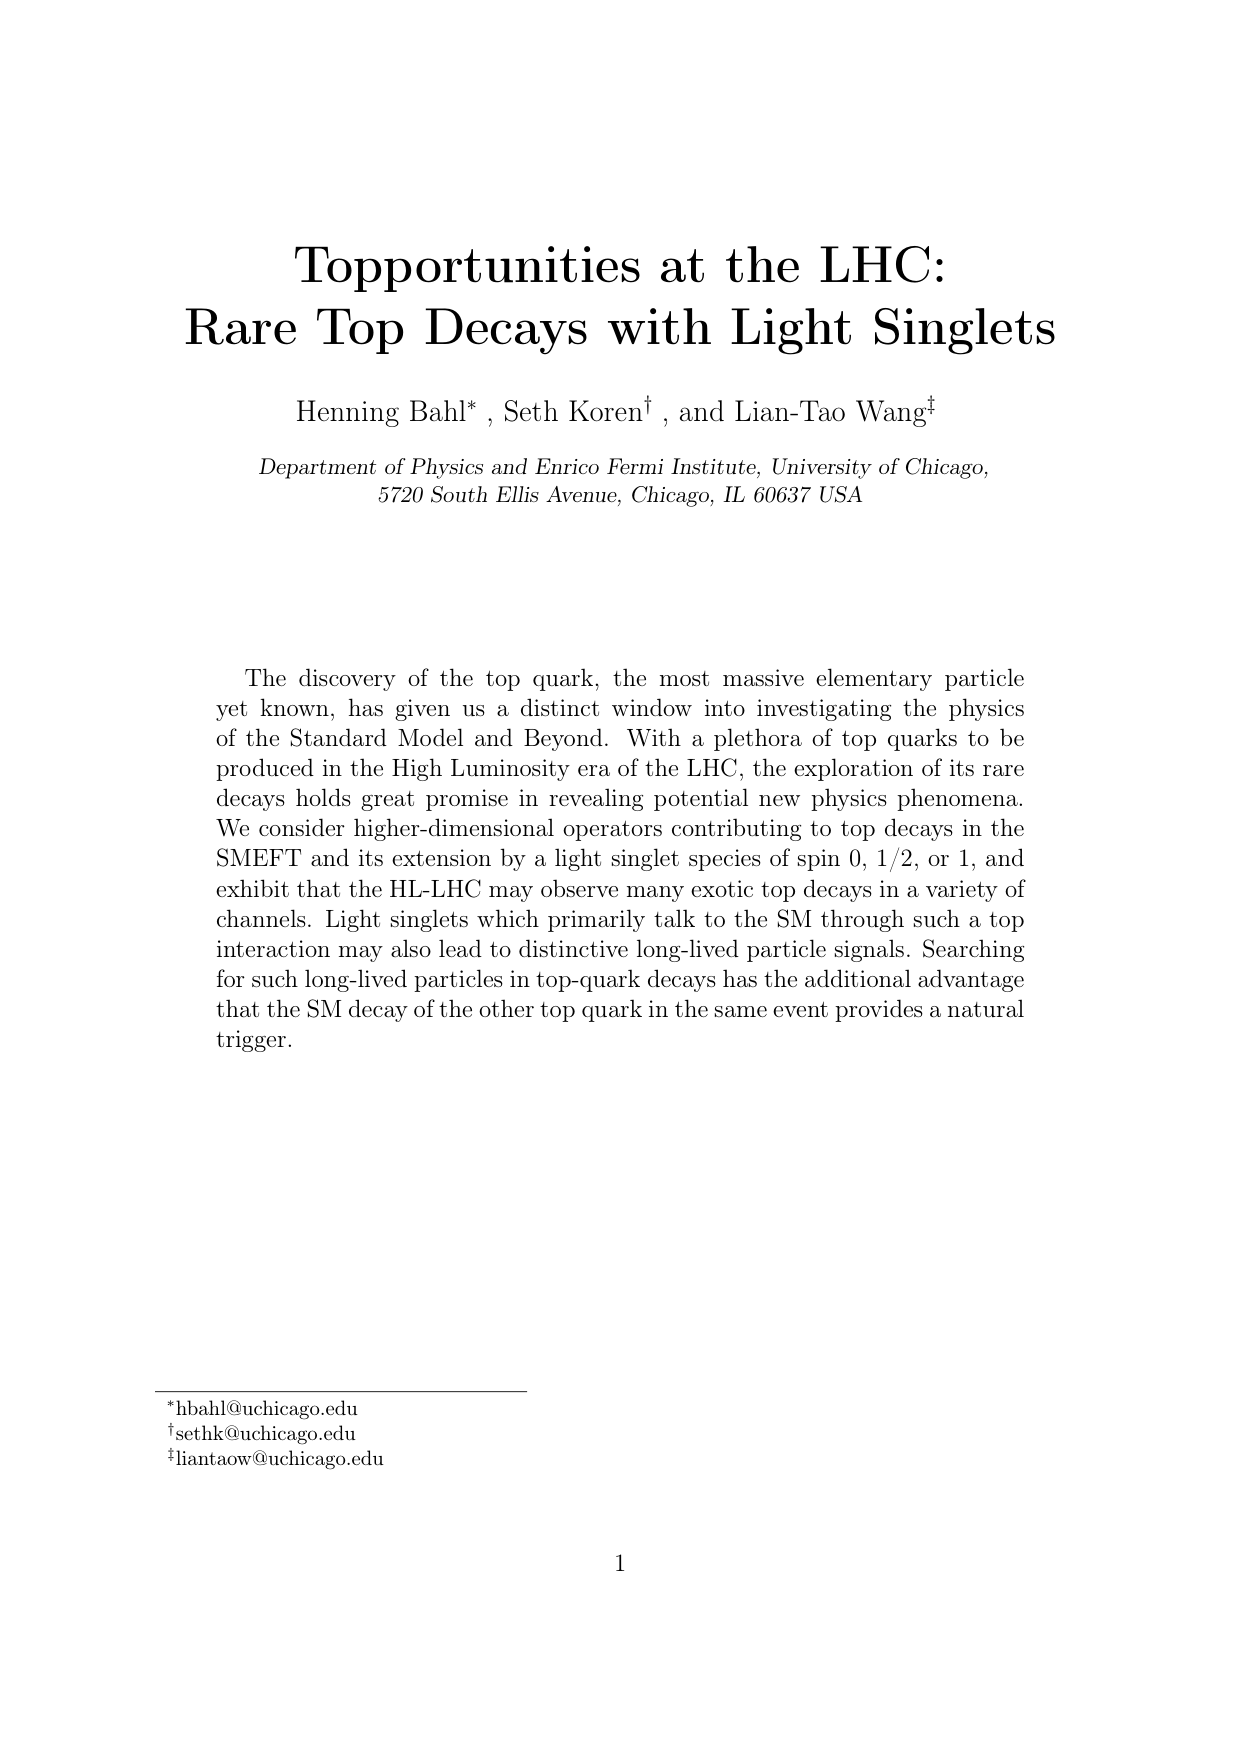 Topportunities at the LHC:
Rare Top Decays with Light Singlets
Henning Bahl* , Seth Koren† , and Lian-Tao Wang‡
Department of Physics and Enrico Fermi Institute, University of Chicago,
5720 South Ellis Avenue, Chicago, IL 60637 USA
The discovery of the top quark, the most massive elementary particle
yet known, has given us a distinct window into investigating the physics
of the Standard Model and Beyond. With a plethora of top quarks to be
produced in the High Luminosity era of the LHC, the exploration of its rare
decays holds great promise in revealing potential new physics phenomena.
We consider higher-dimensional operators contributing to top decays in the
SMEFT and its extension by a light singlet species of spin 0, 1/2, or 1, and
exhibit that the HL-LHC may observe many exotic top decays in a variety of
channels. Light singlets which primarily talk to the SM through such a top
interaction may also lead to distinctive long-lived particle signals. Searching
for such long-lived particles in top-quark decays has the additional advantage
that the SM decay of the other top quark in the same event provides a natural
trigger.
*hbahl@uchicago.edu
†sethk@uchicago.edu
‡liantaow@uchicago.edu
1